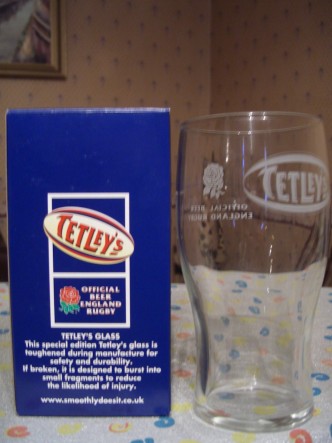 TETLEY'S
OFFICIAL
BEER
ENGLAND
RUGBY
TETLEY'S GLASS
This special edition Tetley's glass is
toughened during manufacture for
safety and durability.
If broken, it is designed to burst into
small fragments to reduce
the likelihood of injury.
www.smoothlydoesit.co.uk
TETLEY'S
OFFICIAL BEER
ENGLAND RUGBY